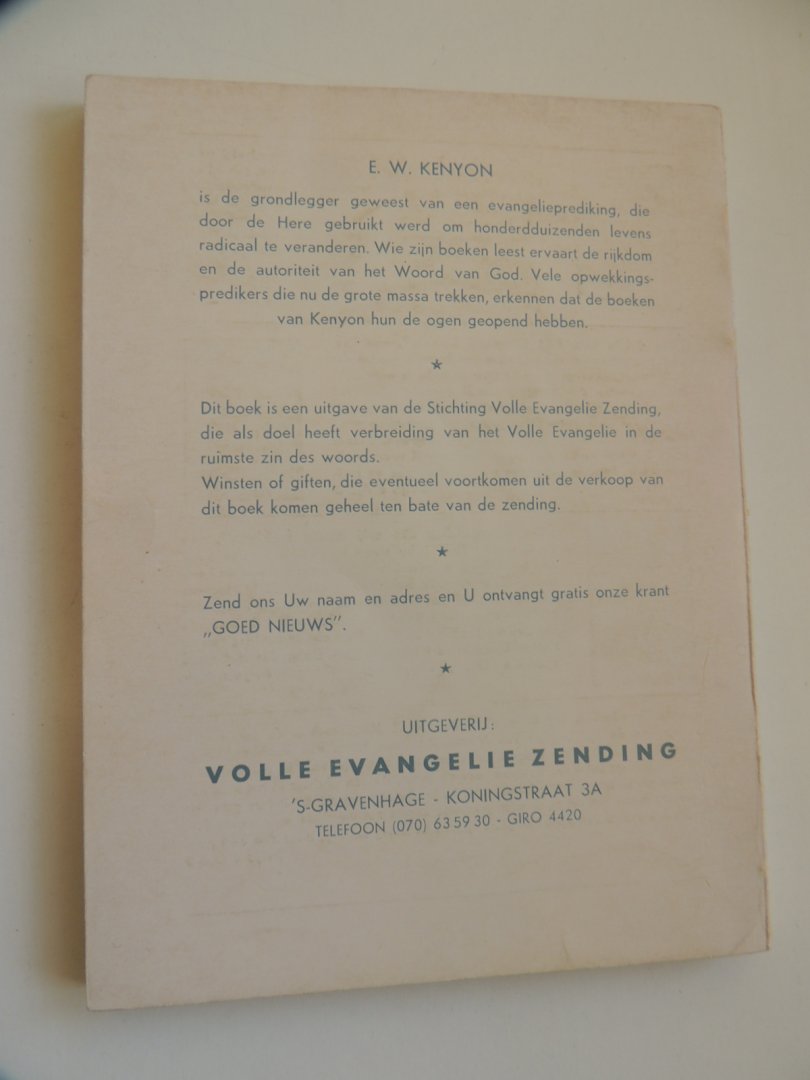 E. W. KENYON
is de grondlegger geweest van een evangelieprediking, die
door de Here gebruikt werd om honderdduizenden levens
radicaal te veranderen. Wie zijn boeken leest ervaart de rijkdom
en de autoriteit van het Woord van God. Vele opwekkings-
predikers die nu de grote massa trekken, erkennen dat de boeken
van Kenyon hun de ogen geopend hebben.
★
Dit boek is een uitgave van de Stichting Volle Evangelie Zending,
die als doel heeft verbreiding van het Volle Evangelie in de
ruimste zin des woords.
Winsten of giften, die eventueel voortkomen uit de verkoop van
dit boek komen geheel ten bate van de zending.
★
Zend ons Uw naam en adres en U ontvangt gratis onze krant
„GOED NIEUWS".
★
UITGEVERIJ:
VOLLE EVANGELIE ZENDING
'S-GRAVENHAGE - KONINGSTRAAT 3A
TELEFOON (070) 63 59 30 - GIRO 4420